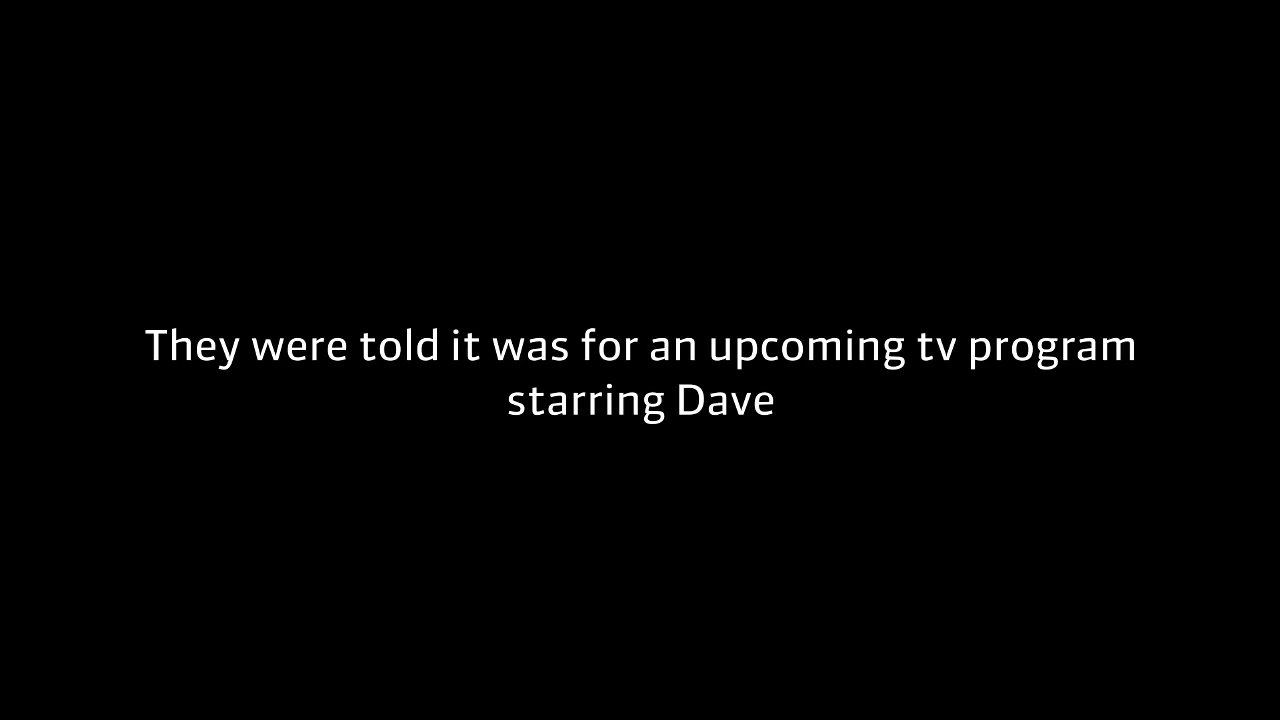 They were told it was for an upcoming tv program
starring Dave